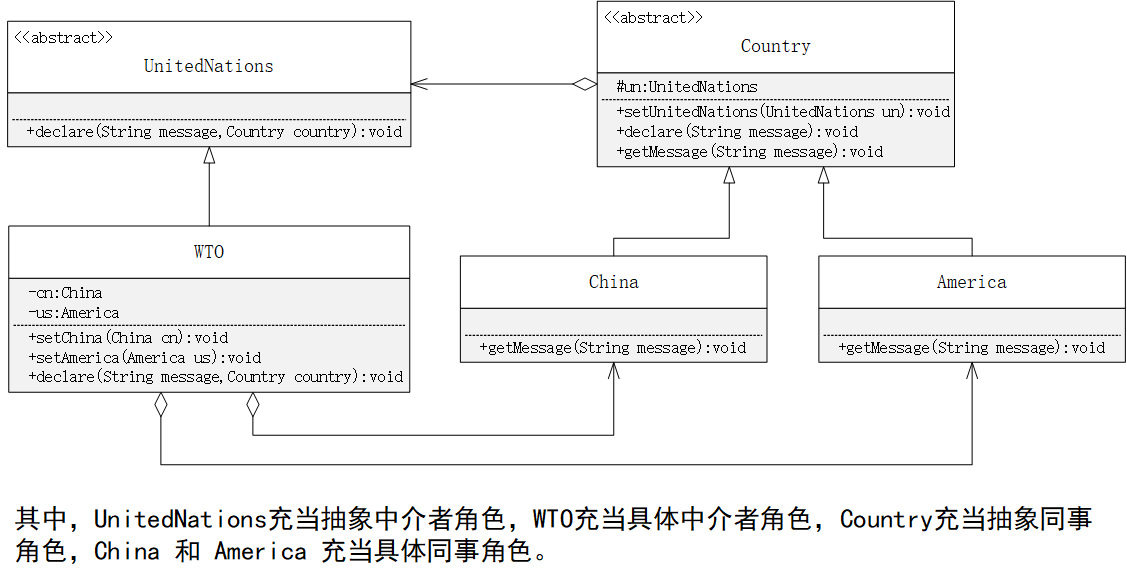 <<abstract>>
UnitedNations
+declare(String message,Country country):void
<<abstract>>
Country
#un:UnitedNations
+setUnitedNations(UnitedNations un):void
+declare(String message):void
+getMessage(String message):void
WTO
-cn:China
-us:America
+setChina(China cn):void
+setAmerica(America us):void
+declare(String message,Country country):void
China
+getMessage(String message):void
America
+getMessage(String message):void
其中，UnitedNations充当抽象中介者角色，WTO充当具体中介者角色，Country充当抽象同事
角色，China 和 America 充当具体同事角色。